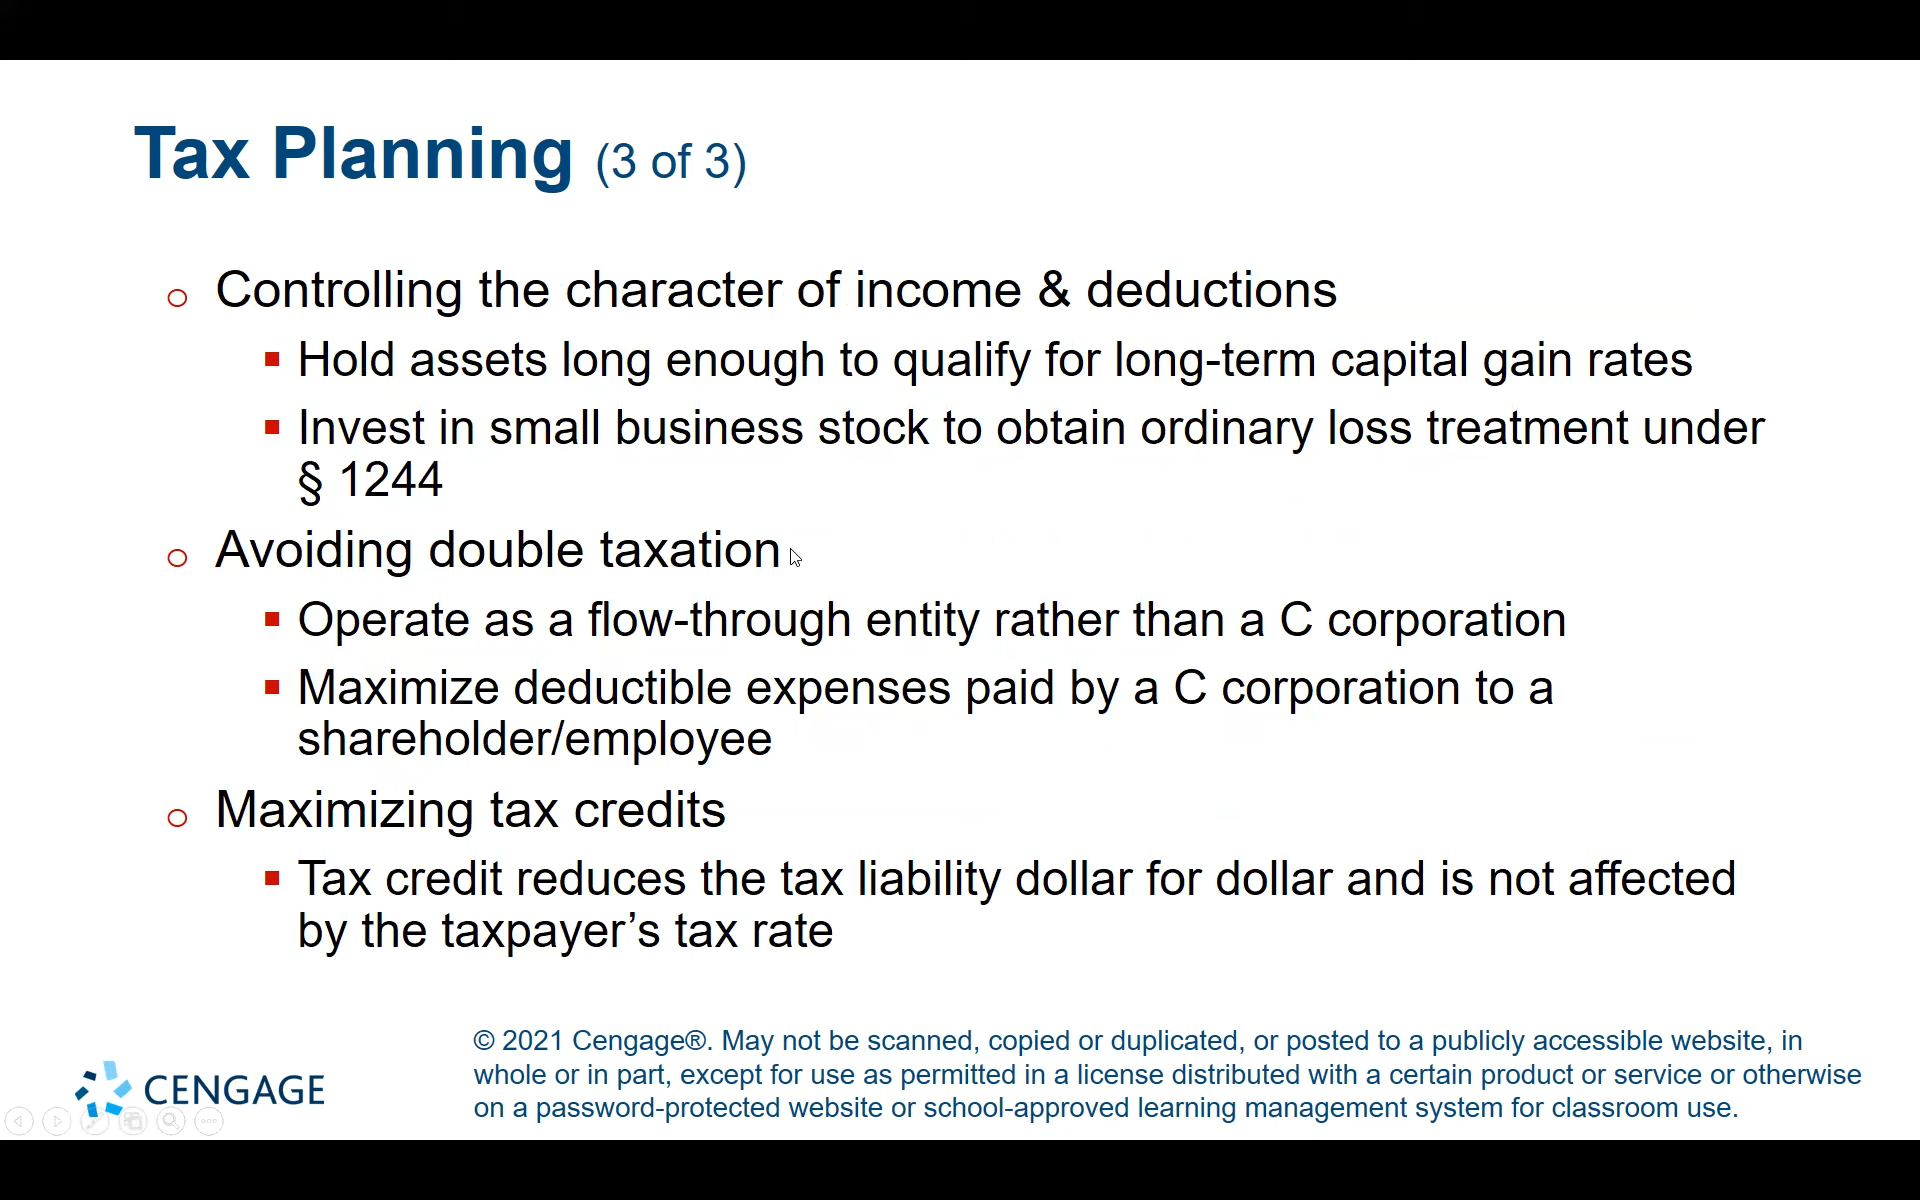 Tax Planning (3 of 3)
Controlling the character of income & deductions
Hold assets long enough to qualify for long-term capital gain rates
Invest in small business stock to obtain ordinary loss treatment under
§ 1244
Avoiding double taxation
Operate as a flow-through entity rather than a C corporation
Maximize deductible expenses paid by a C corporation to a
shareholder/employee
Maximizing tax credits
Tax credit reduces the tax liability dollar for dollar and is not affected
by the taxpayer’s tax rate
CENGAGE
© 2021 Cengage®. May not be scanned, copied or duplicated, or posted to a publicly accessible website, in
whole or in part, except for use as permitted in a license distributed with a certain product or service or otherwise
on a password-protected website or school-approved learning management system for classroom use.